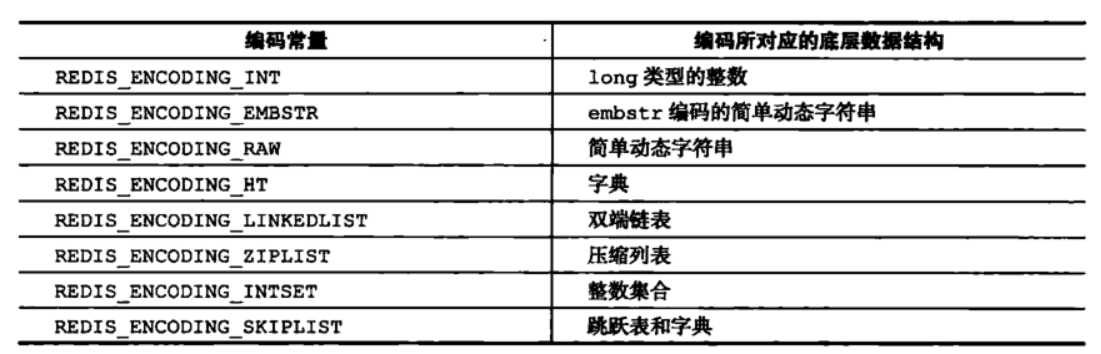 编码常量 编码所对应的底层数据结构
REDIS_ENCODING_INT long 类型的整数
REDIS_ENCODING_EMBSTR embstr 编码的简单动态字符串
REDIS_ENCODING_RAW 简单动态字符串
REDIS_ENCODING_HT 字典
REDIS_ENCODING_LINKEDLIST 双端链表
REDIS_ENCODING_ZIPLIST 压缩列表
REDIS_ENCODING_INTSET 整数集合
REDIS_ENCODING_SKIPLIST 跳跃表和字典